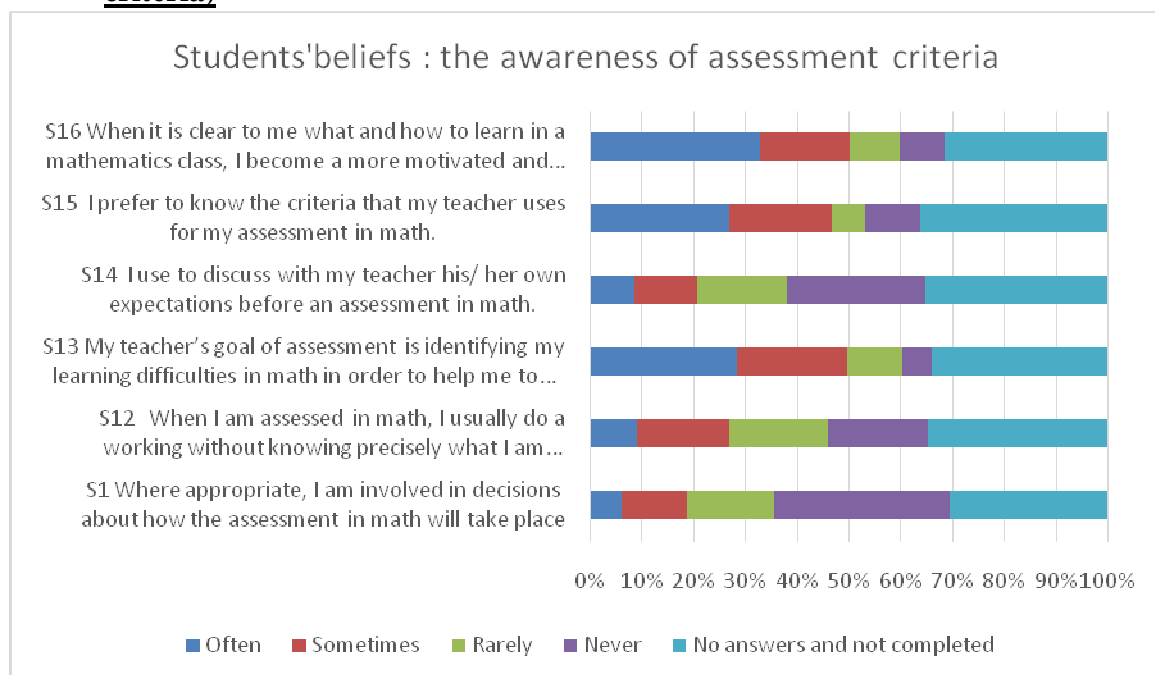 Students'beliefs : the awareness of assessment criteria
S16 When it is clear to me what and how to learn in a
mathematics class, I become a more motivated and...
S15 I prefer to know the criteria that my teacher uses
for my assessment in math.
S14 I use to discuss with my teacher his/ her own
expectations before an assessment in math.
S13 My teacher's goal of assessment is identifying my
learning difficulties in math in order to help me to...
S12 When I am assessed in math, I usually do a
working without knowing precisely what I am...
S1 Where appropriate, I am involved in decisions
about how the assessment in math will take place
0% 10% 20% 30% 40% 50% 60% 70% 80% 90% 100%
Often Sometimes Rarely Never No answers and not completed